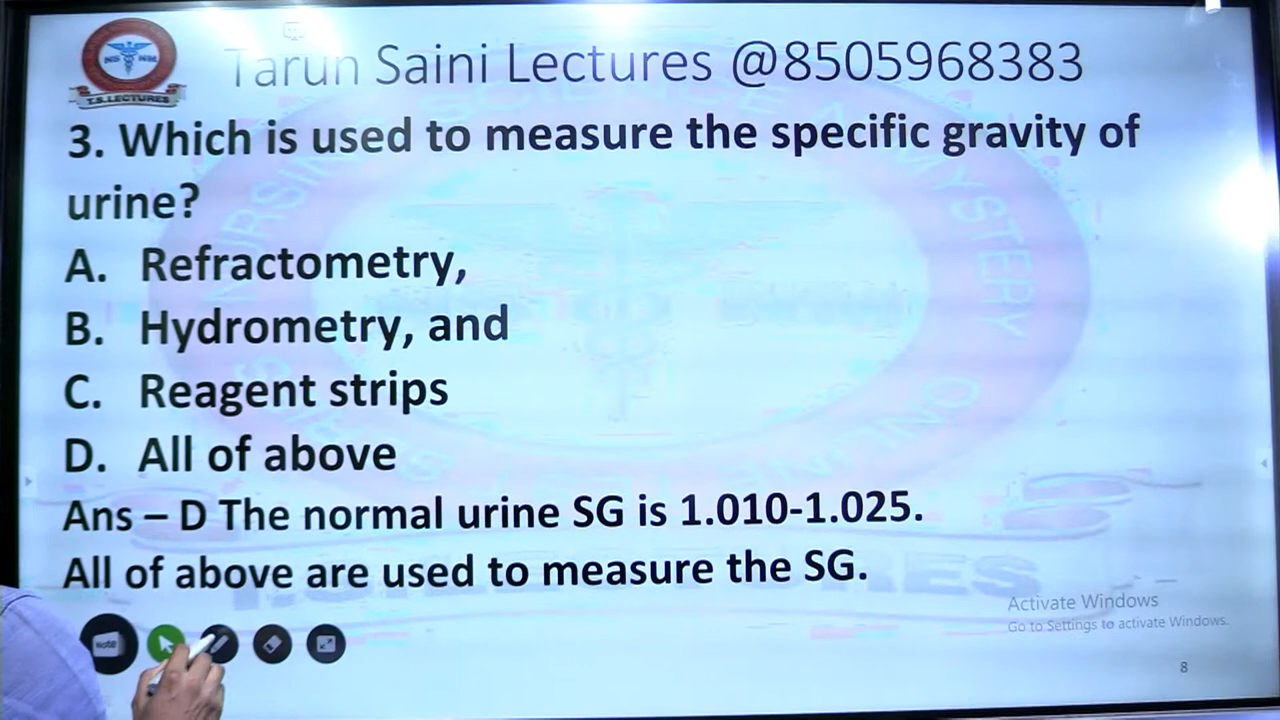 Tarun Saini Lectures @8505968383
T.S.LECTURES
3. Which is used to measure the specific gravity of
urine?
A. Refractometry,
B. Hydrometry, and
C. Reagent strips
D. All of above
Ans – D The normal urine SG is 1.010-1.025.
All of above are used to measure the SG.
Activate Windows
Go to Settings to activate Windows.
Note
8